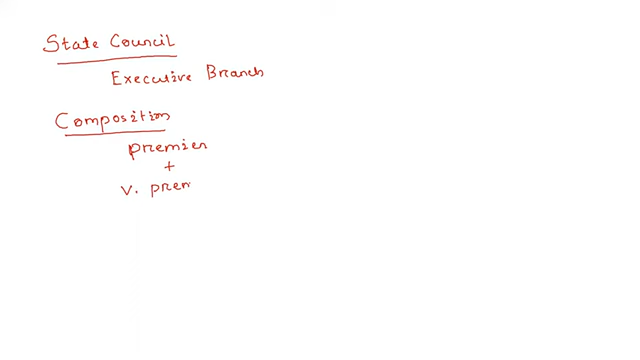 State Council
Executive Branch
Composition
premier
+
v. prem